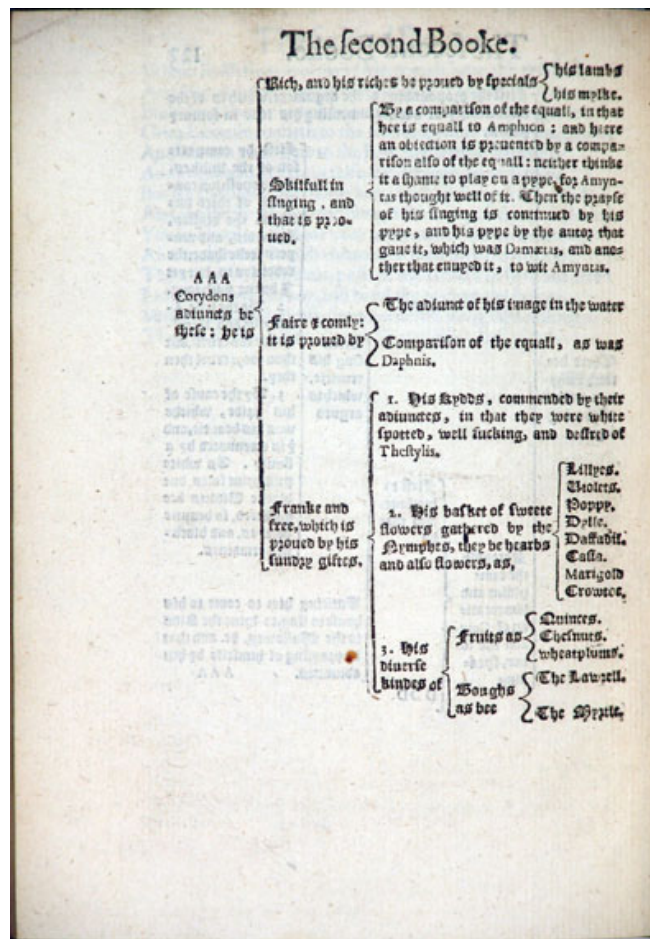 The second Booke.
Rich, and his riches be proued by specials
his lambs
his mylke.
Skilfull in
singing, and
that is proo-
ued.
By a comparison of the equall, in that
hee is equall to Amphion : and heere
an obiection is preuented by a compa-
rison also of the equall : neither thinke
it a shame to play on a pype, for Amyn-
tas thought well of it. Then the prayse
of his singing is continued by his
pype, and his pype by the autor that
gaue it, which was Damætas, and ano-
ther that enuyed it, to wit Amyntas.
AAA
Corydons
adiuncts be
these : he is
Faire & comly:
it is proued by
The adiunct of his image in the water
Comparison of the equall, as was
Daphnis.
Franke and
free, which is
proued by his
sundry giftes.
1. His Kydds, commended by their
adiunctes, in that they were white
spotted, well sucking, and desired of
Thestylis.
2. His basket of sweete
flowers gathered by the
Nymphes, they be hearbs
and also flowers, as,
Lillyes.
Violets.
Poppy.
Dylle.
Daffadil.
Casia.
Marigold
Crowtoe.
3. His
diuerse
kindes of
Fruits as
Quinces.
Chesnuts.
wheatplums.
Boughs
as bee
The Lawrell.
The Myrtle.